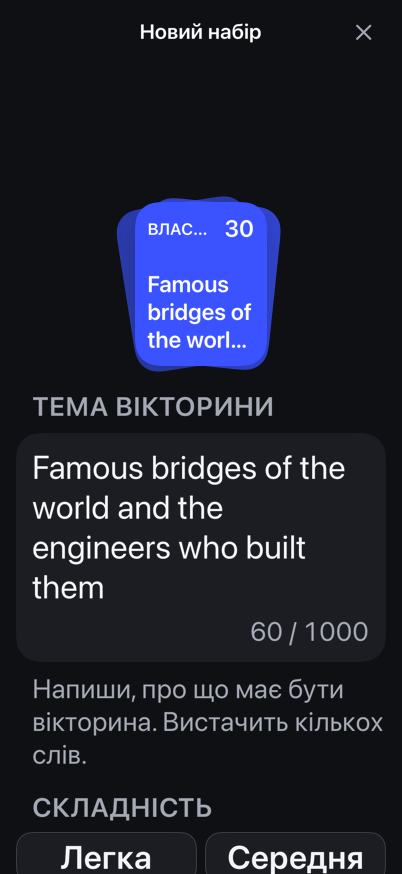 Новий набір
ВЛАС... 30
Famous
bridges of
the worl...
ТЕМА ВІКТОРИНИ
Famous bridges of the
world and the
engineers who built
them
60 / 1000
Напиши, про що має бути
вікторина. Вистачить кількох
слів.
СКЛАДНІСТЬ
Легка
Середня